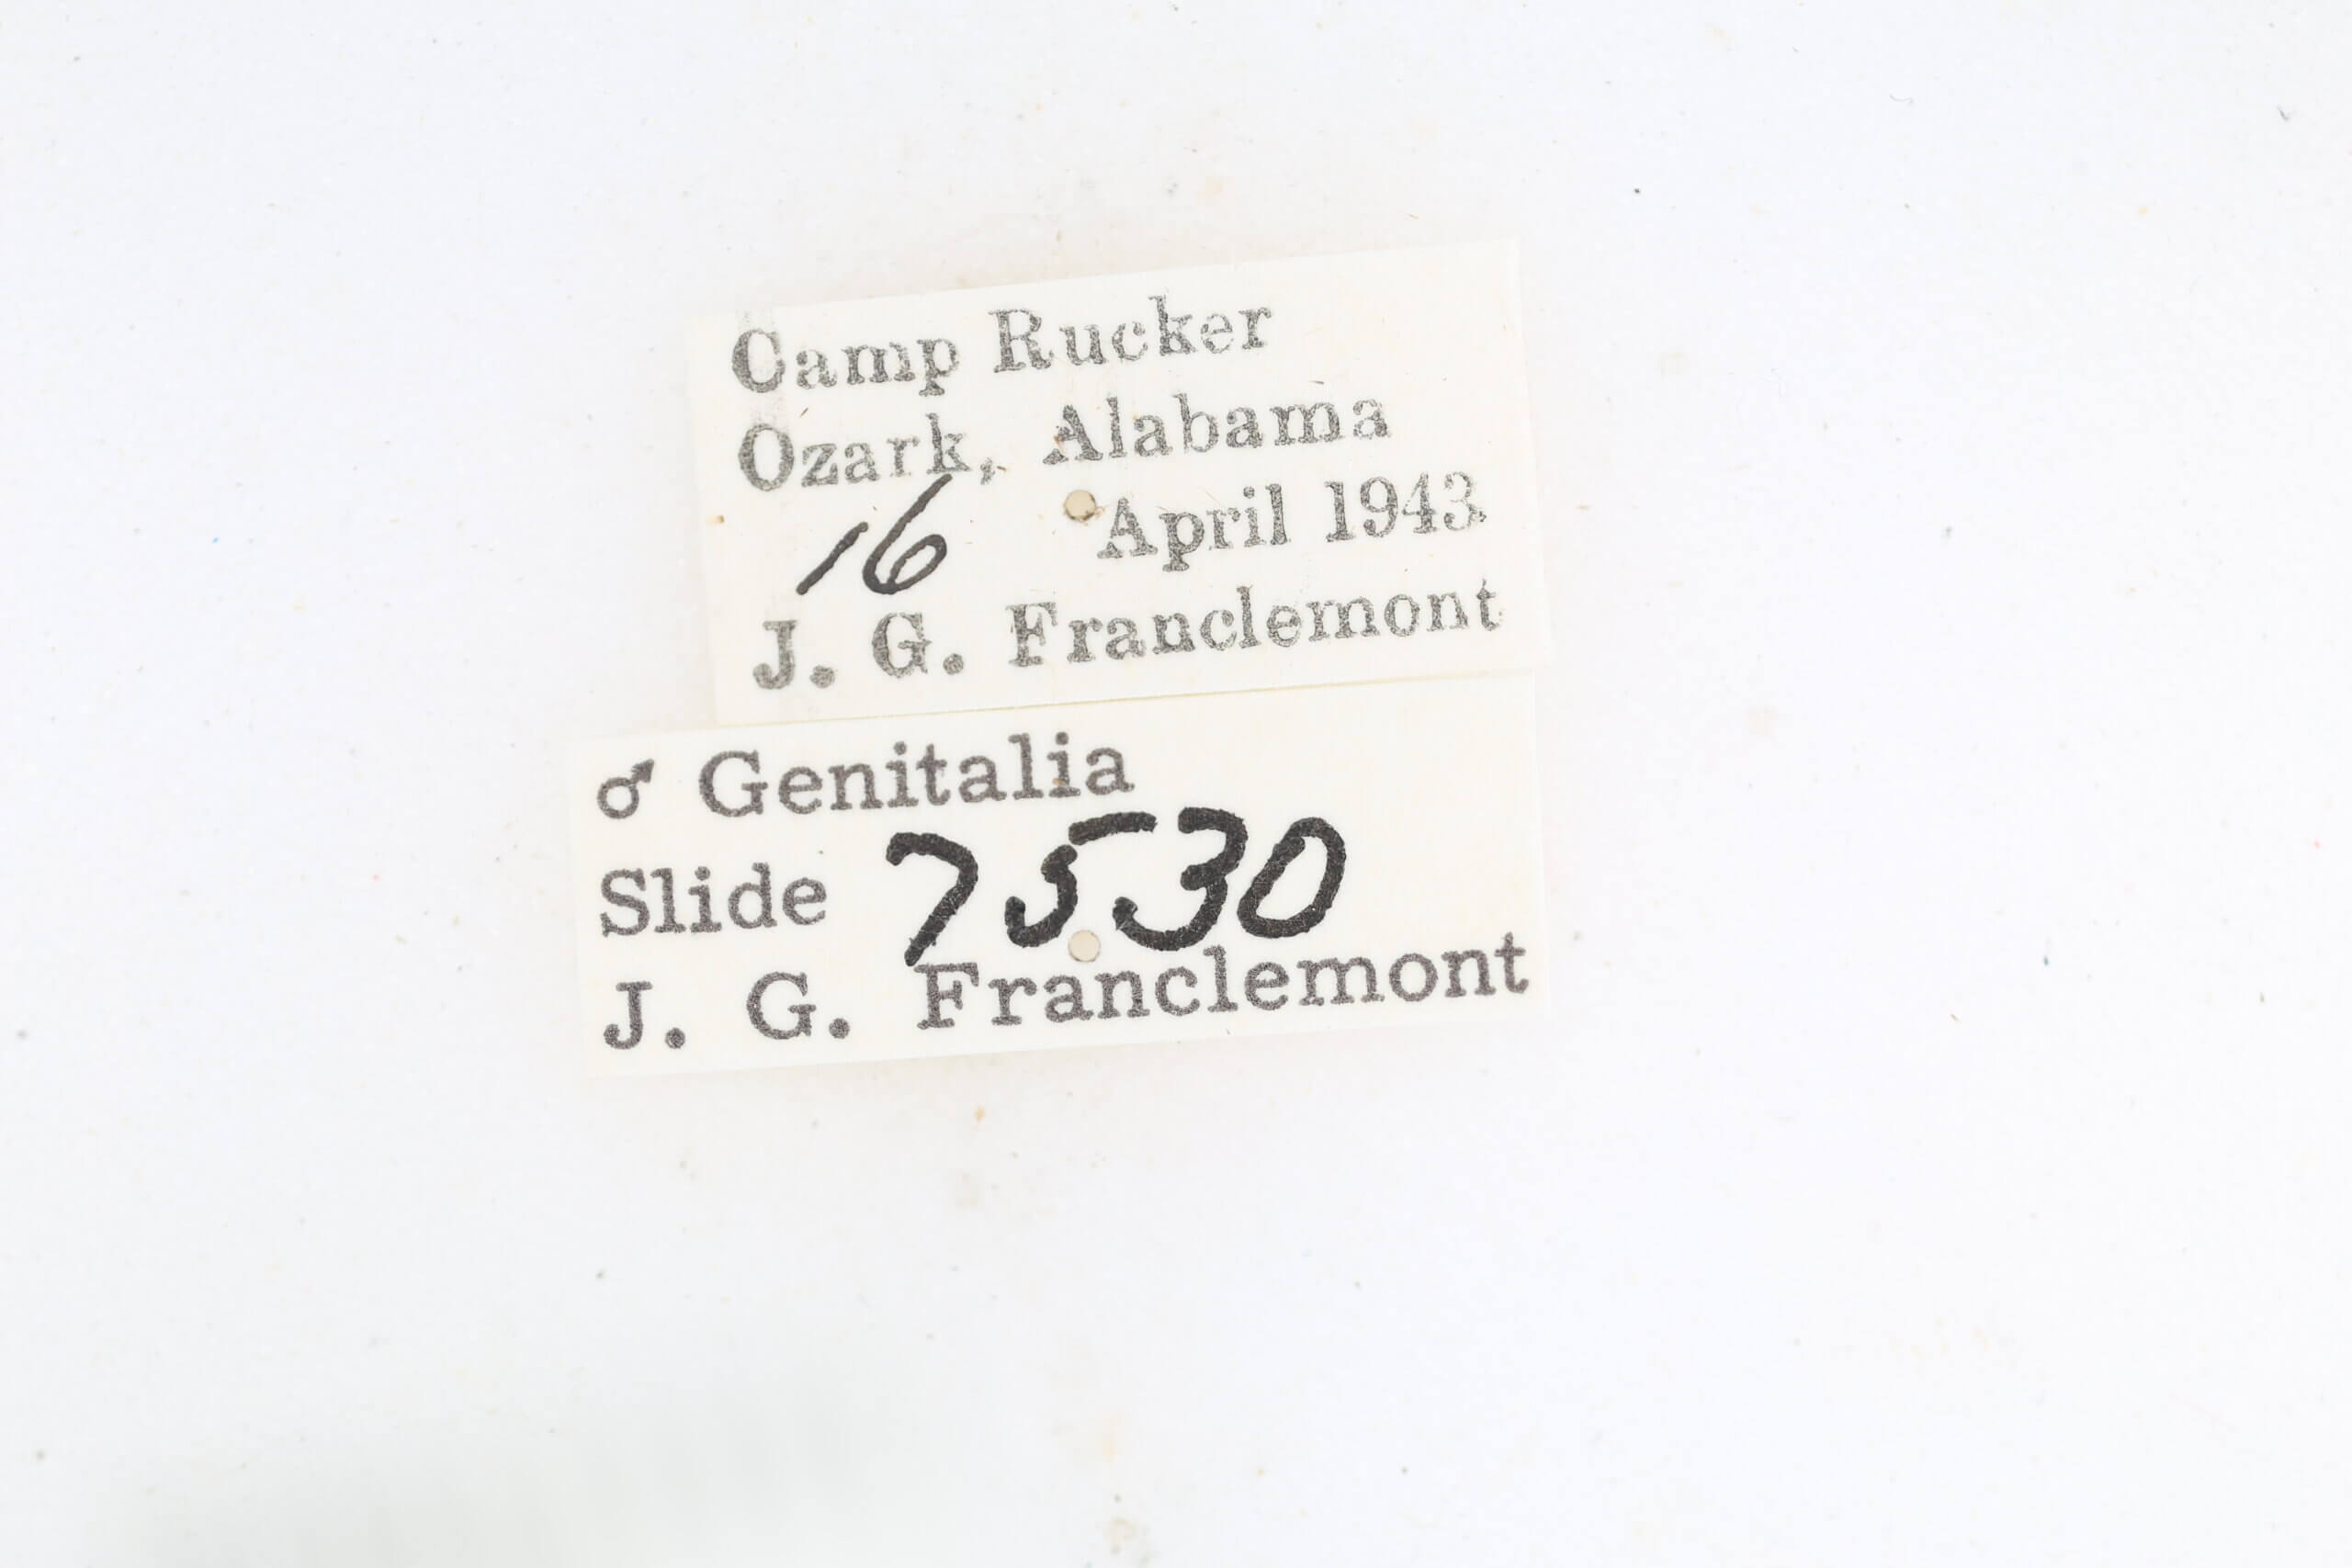 Camp Rucker
Ozark, Alabama
16 April 1943
J. G. Franclemont
♂ Genitalia
Slide 7530
J. G. Franclemont